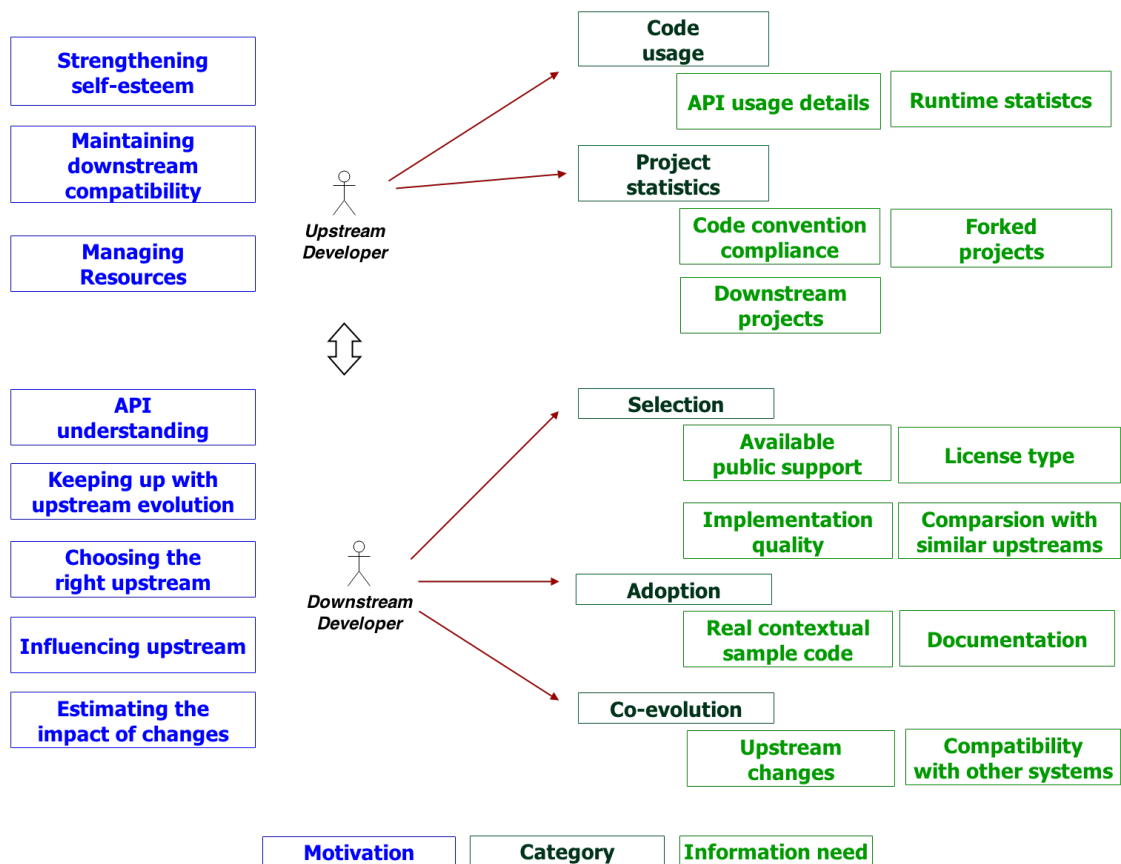 Strengthening
self-esteem
Maintaining
downstream
compatibility
Managing
Resources
Upstream
Developer
Code
usage
API usage details
Runtime statistcs
Project
statistics
Code convention
compliance
Forked
projects
Downstream
projects
API
understanding
Keeping up with
upstream evolution
Choosing the
right upstream
Influencing upstream
Estimating the
impact of changes
Downstream
Developer
Selection
Available
public support
License type
Implementation
quality
Comparsion with
similar upstreams
Adoption
Real contextual
sample code
Documentation
Co-evolution
Upstream
changes
Compatibility
with other systems
Motivation
Category
Information need